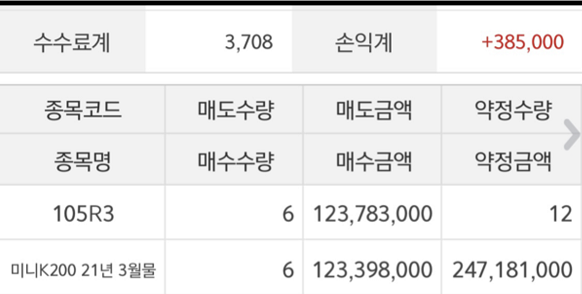 수수료계 3,708 손익계 +385,000
종목코드 매도수량 매도금액 약정수량
종목명 매수수량 매수금액 약정금액
105R3 6 123,783,000 12
미니K200 21년 3월물 6 123,398,000 247,181,000